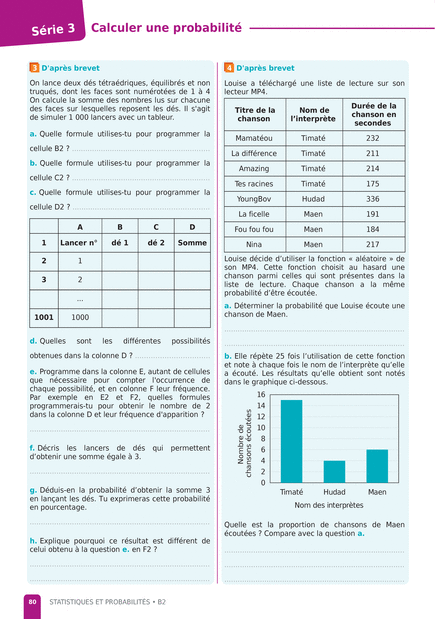 Série 3
Calculer une probabilité
3 D'après brevet
On lance deux dés tétraédriques, équilibrés et non
truqués, dont les faces sont numérotées de 1 à 4
On calcule la somme des nombres lus sur chacune
des faces sur lesquelles reposent les dés. Il s'agit
de simuler 1 000 lancers avec un tableur.
a. Quelle formule utilises-tu pour programmer la
cellule B2 ?
b. Quelle formule utilises-tu pour programmer la
cellule C2 ?
c. Quelle formule utilises-tu pour programmer la
cellule D2 ?
A B C D
1 Lancer n° dé 1 dé 2 Somme
2 1
3 2
...
1001 1000
d. Quelles sont les différentes possibilités
obtenues dans la colonne D ?
e. Programme dans la colonne E, autant de cellules
que nécessaire pour compter l'occurrence de
chaque possibilité, et en colonne F leur fréquence.
Par exemple en E2 et F2, quelles formules
programmerais-tu pour obtenir le nombre de 2
dans la colonne D et leur fréquence d'apparition ?
f. Décris les lancers de dés qui permettent
d'obtenir une somme égale à 3.
g. Déduis-en la probabilité d'obtenir la somme 3
en lançant les dés. Tu exprimeras cette probabilité
en pourcentage.
h. Explique pourquoi ce résultat est différent de
celui obtenu à la question e. en F2 ?
4 D'après brevet
Louise a téléchargé une liste de lecture sur son
lecteur MP4.
Titre de la chanson Nom de l'interprète Durée de la chanson en secondes
Mamatéou Timaté 232
La différence Timaté 211
Amazing Timaté 214
Tes racines Timaté 175
YoungBov Hudad 336
La ficelle Maen 191
Fou fou fou Maen 184
Nina Maen 217
Louise décide d'utiliser la fonction « aléatoire » de
son MP4. Cette fonction choisit au hasard une
chanson parmi celles qui sont présentes dans la
liste de lecture. Chaque chanson a la même
probabilité d'être écoutée.
a. Déterminer la probabilité que Louise écoute une
chanson de Maen.
b. Elle répète 25 fois l'utilisation de cette fonction
et note à chaque fois le nom de l'interprète qu'elle
a écouté. Les résultats qu'elle obtient sont notés
dans le graphique ci-dessous.
Nombre de
chansons écoutées
16
14
12
10
8
6
4
2
0
Timaté Hudad Maen
Nom des interprètes
Quelle est la proportion de chansons de Maen
écoutées ? Compare avec la question a.
80 STATISTIQUES ET PROBABILITÉS • B2